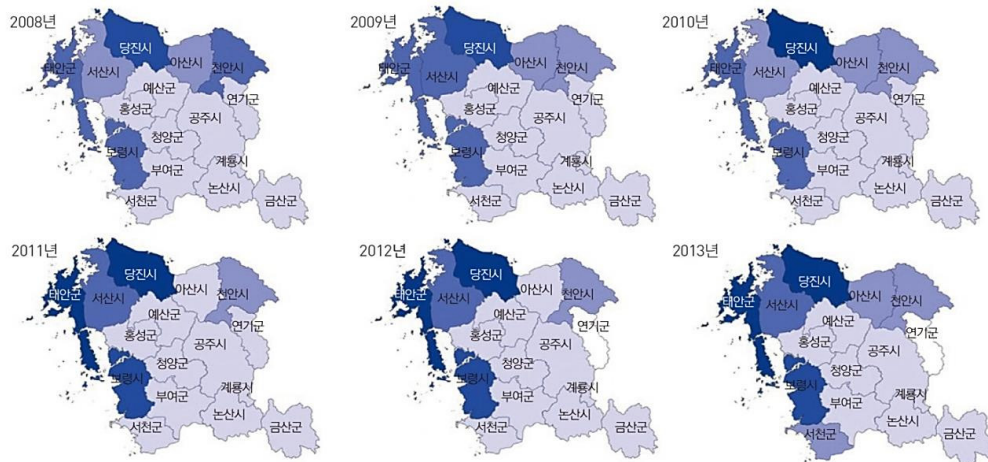 2008년
당진시
태안군
서산시
아산시
천안시
예산군
연기군
홍성군
공주시
청양군
보령시
계룡시
부여군
논산시
서천군
금산군
2009년
당진시
태안군
서산시
아산시
천안시
예산군
연기군
홍성군
공주시
청양군
보령시
계룡시
부여군
논산시
서천군
금산군
2010년
당진시
태안군
서산시
아산시
천안시
예산군
연기군
홍성군
공주시
청양군
보령시
계룡시
부여군
논산시
서천군
금산군
2011년
당진시
태안군
서산시
아산시
천안시
예산군
연기군
홍성군
공주시
청양군
보령시
계룡시
부여군
논산시
서천군
금산군
2012년
당진시
태안군
서산시
아산시
천안시
예산군
연기군
홍성군
공주시
청양군
보령시
계룡시
부여군
논산시
서천군
금산군
2013년
당진시
태안군
서산시
아산시
천안시
예산군
연기군
홍성군
공주시
청양군
보령시
계룡시
부여군
논산시
서천군
금산군